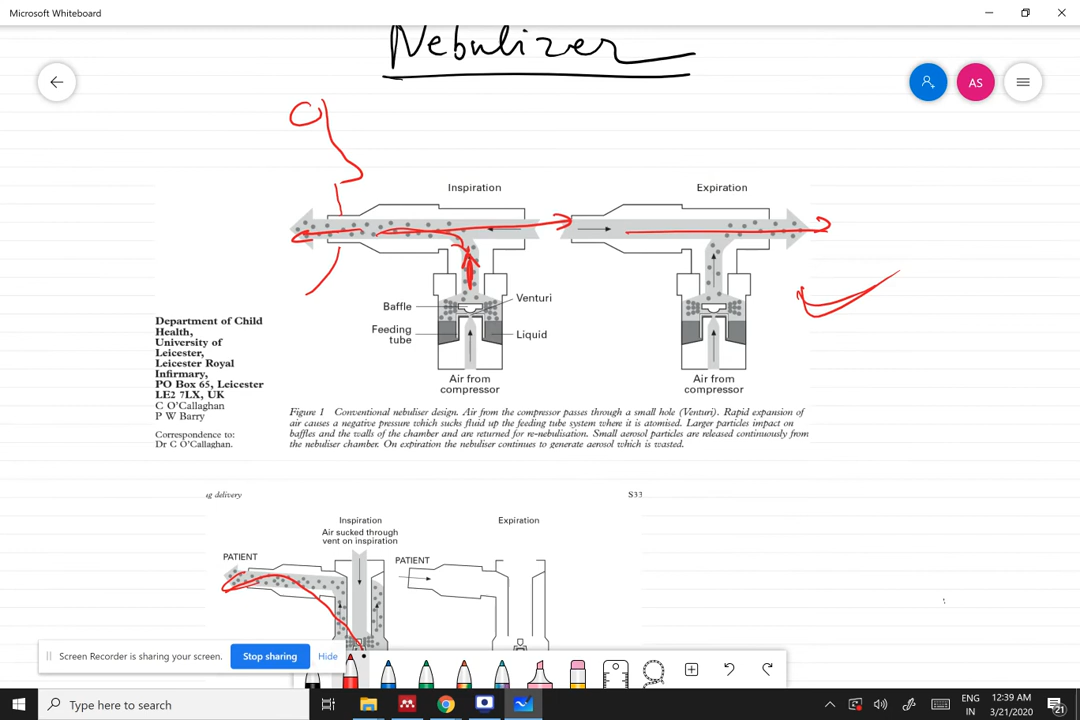 Microsoft Whiteboard
Nebulizer
AS
Inspiration
Expiration
Baffle
Venturi
Feeding
tube
Liquid
Air from
compressor
Air from
compressor
Department of Child
Health,
University of
Leicester,
Leicester Royal
Infirmary,
PO Box 65, Leicester
LE2 7LX, UK
C O'Callaghan
P W Barry
Correspondence to:
Dr C O'Callaghan.
Figure 1 Conventional nebuliser design. Air from the compressor passes through a small hole (Venturi). Rapid expansion of
air causes a negative pressure which sucks fluid up the feeding tube system where it is atomised. Larger particles impact on
baffles and the walls of the chamber and are returned for re-nebulisation. Small aerosol particles are released continuously from
the nebuliser chamber. On expiration the nebuliser continues to generate aerosol which is wasted.
ug delivery
S33
Inspiration
Air sucked through
vent on inspiration
Expiration
PATIENT
PATIENT
Screen Recorder is sharing your screen.
Stop sharing
Hide
Type here to search
ENG
IN
12:39 AM
3/21/2020
21